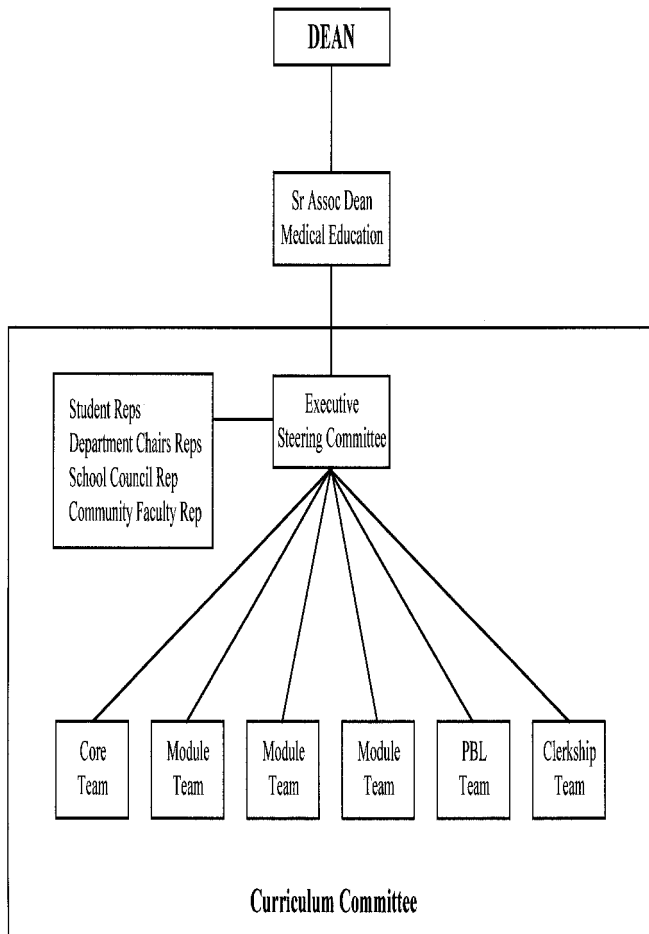 DEAN
Sr Assoc Dean
Medical Education
Student Reps
Department Chairs Reps
School Council Rep
Community Faculty Rep
Executive
Steering Committee
Core
Team
Module
Team
Module
Team
Module
Team
PBL
Team
Clerkship
Team
Curriculum Committee